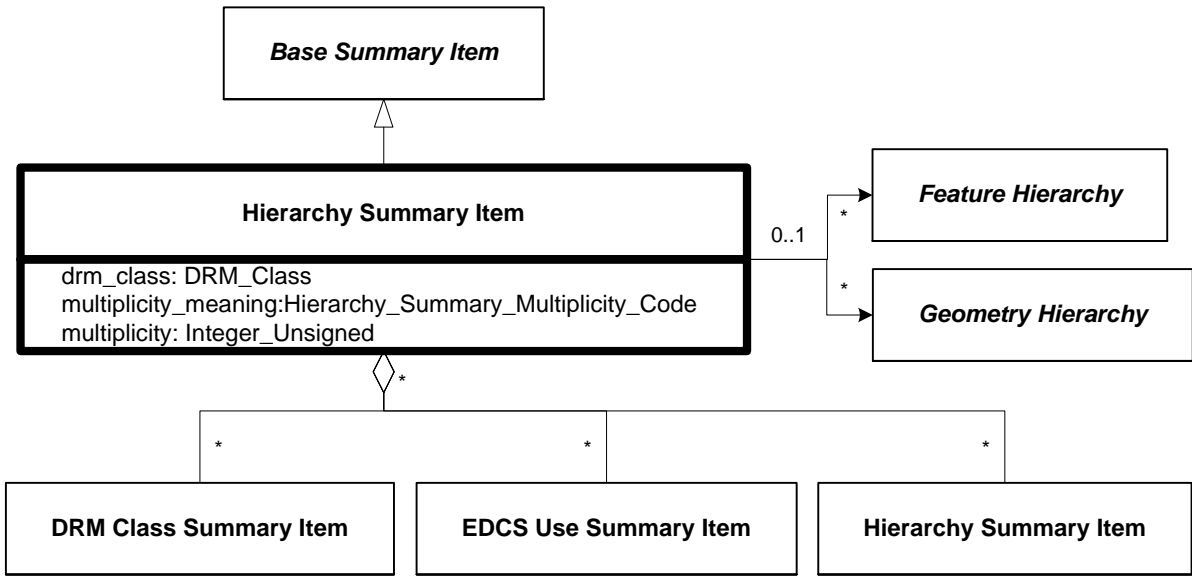 Base Summary Item
Hierarchy Summary Item
drm_class: DRM_Class
multiplicity_meaning:Hierarchy_Summary_Multiplicity_Code
multiplicity: Integer_Unsigned
0..1
*
Feature Hierarchy
*
Geometry Hierarchy
*
*
*
*
DRM Class Summary Item
EDCS Use Summary Item
Hierarchy Summary Item